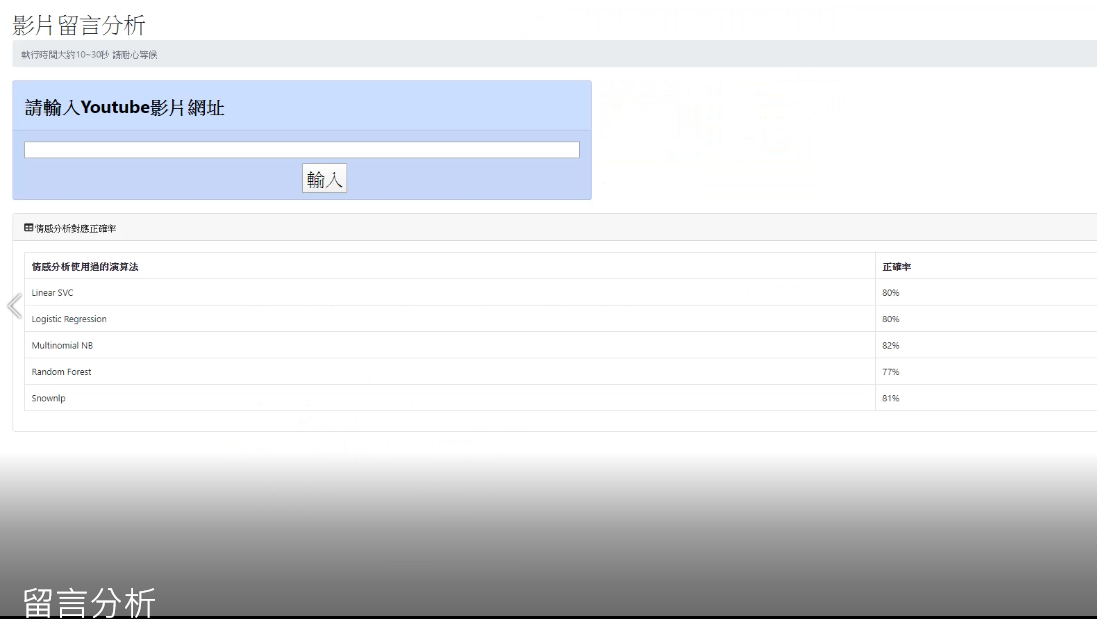 影片留言分析
執行時間大約10~30秒 請耐心等候
請輸入Youtube影片網址
輸入
情感分析對應正確率
情感分析使用過的演算法 正確率
Linear SVC 80%
Logistic Regression 80%
Multinomial NB 82%
Random Forest 77%
Snownlp 81%
留言分析